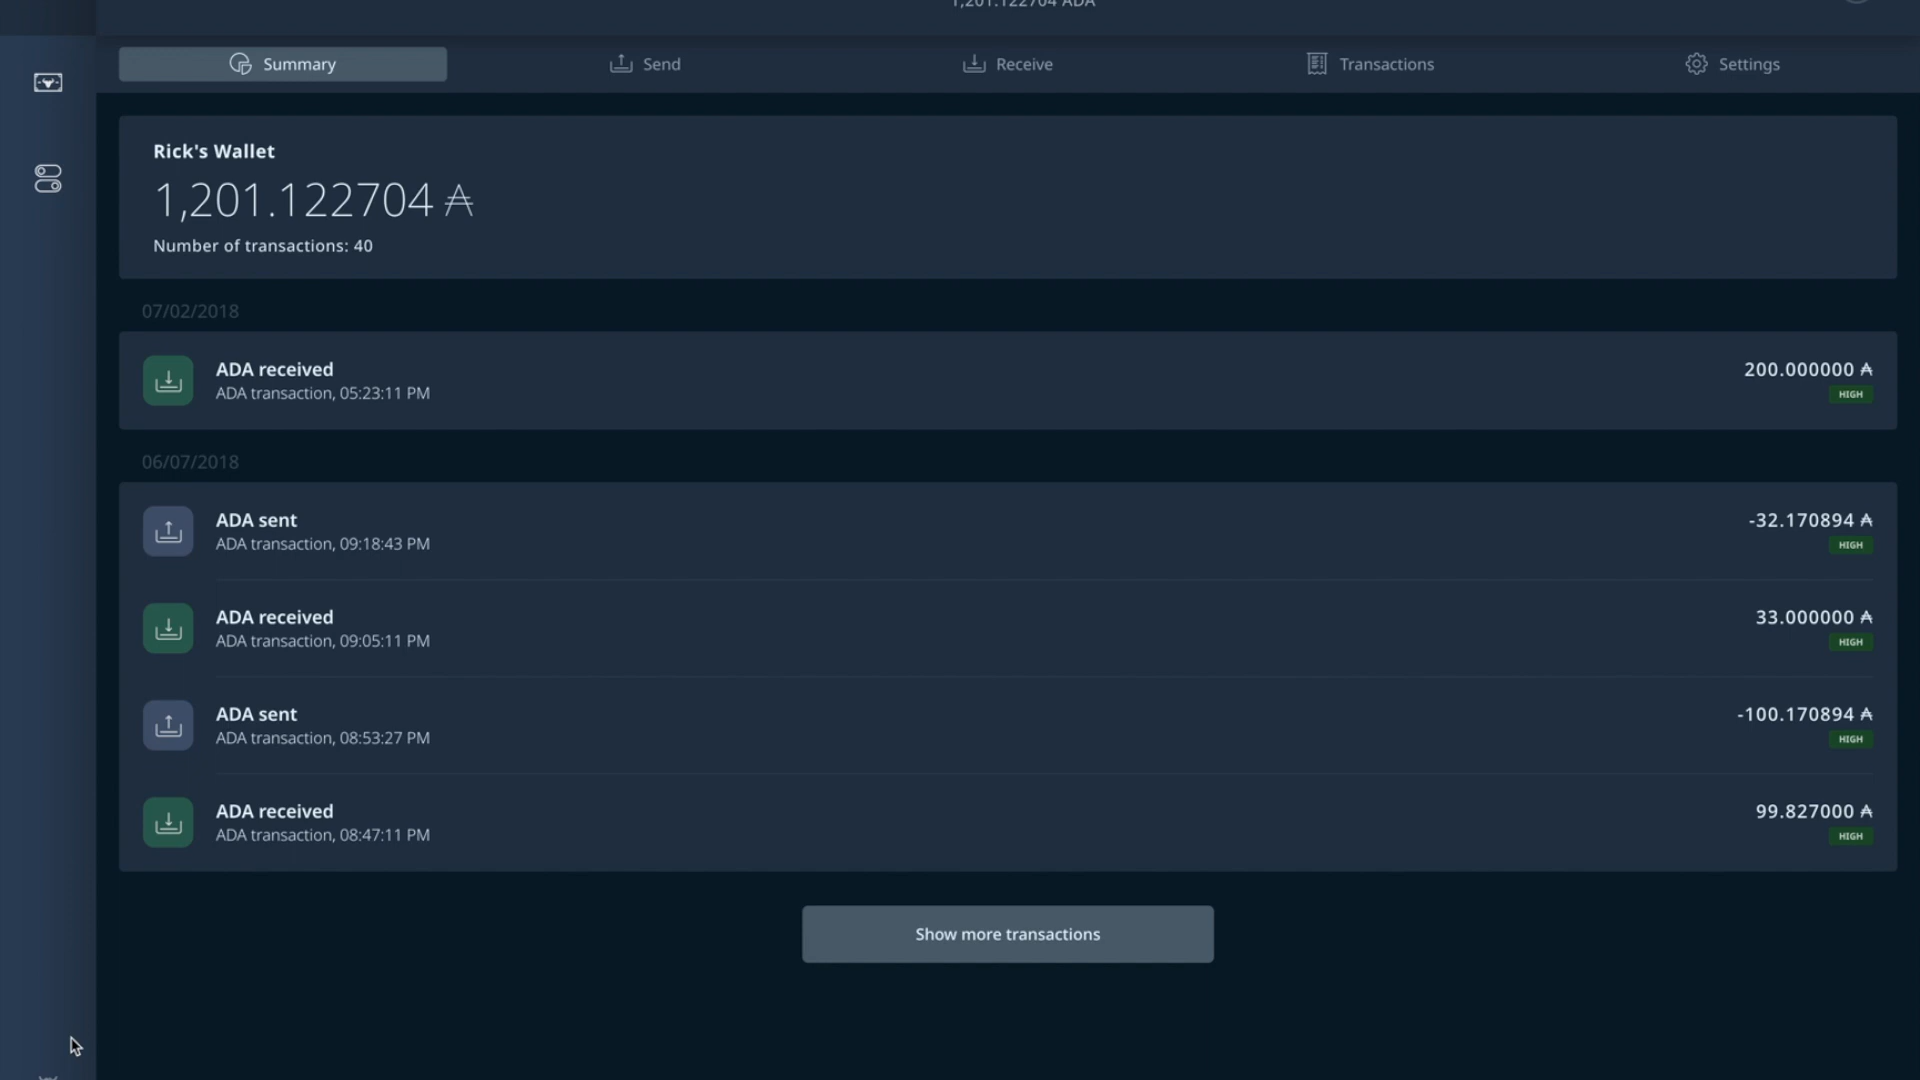 1,201.122704 ADA
Summary
Send
Receive
Transactions
Settings
Rick's Wallet
1,201.122704 ₳
Number of transactions: 40
07/02/2018
ADA received
200.000000 ₳
ADA transaction, 05:23:11 PM
HIGH
06/07/2018
ADA sent
-32.170894 ₳
ADA transaction, 09:18:43 PM
HIGH
ADA received
33.000000 ₳
ADA transaction, 09:05:11 PM
HIGH
ADA sent
-100.170894 ₳
ADA transaction, 08:53:27 PM
HIGH
ADA received
99.827000 ₳
ADA transaction, 08:47:11 PM
HIGH
Show more transactions